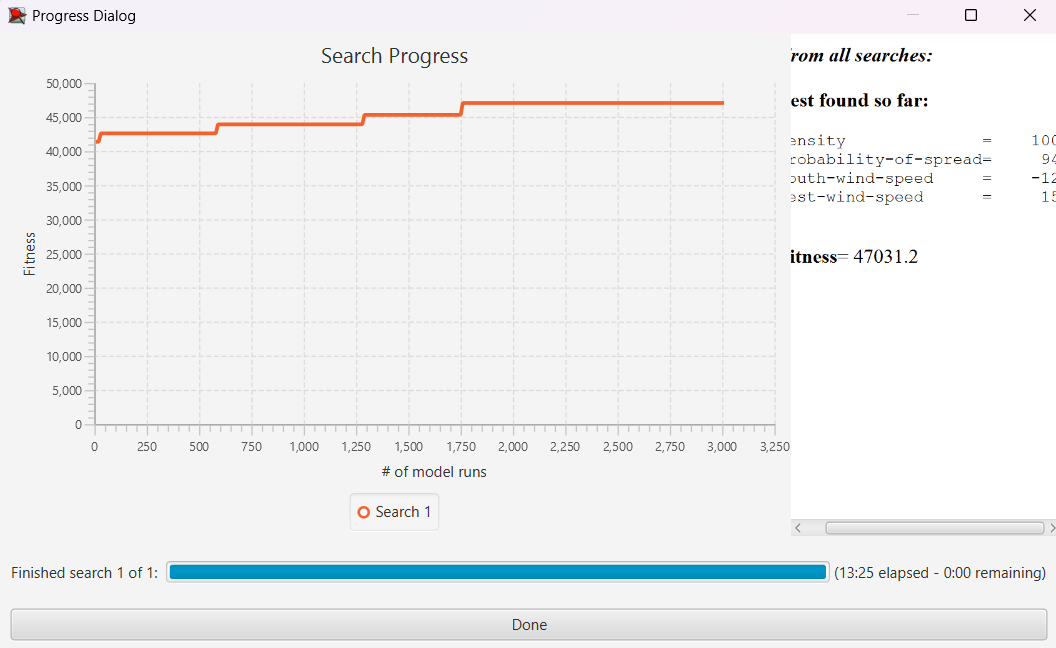 Progress Dialog
Search Progress
50,000
45,000
40,000
35,000
30,000
25,000
20,000
15,000
10,000
5,000
0
Fitness
0 250 500 750 1,000 1,250 1,500 1,750 2,000 2,250 2,500 2,750 3,000 3,250
# of model runs
Search 1
rom all searches:
est found so far:
ensity = 100
robability-of-spread= 94
outh-wind-speed = -12
est-wind-speed = 15
itness= 47031.2
Finished search 1 of 1: (13:25 elapsed - 0:00 remaining)
Done